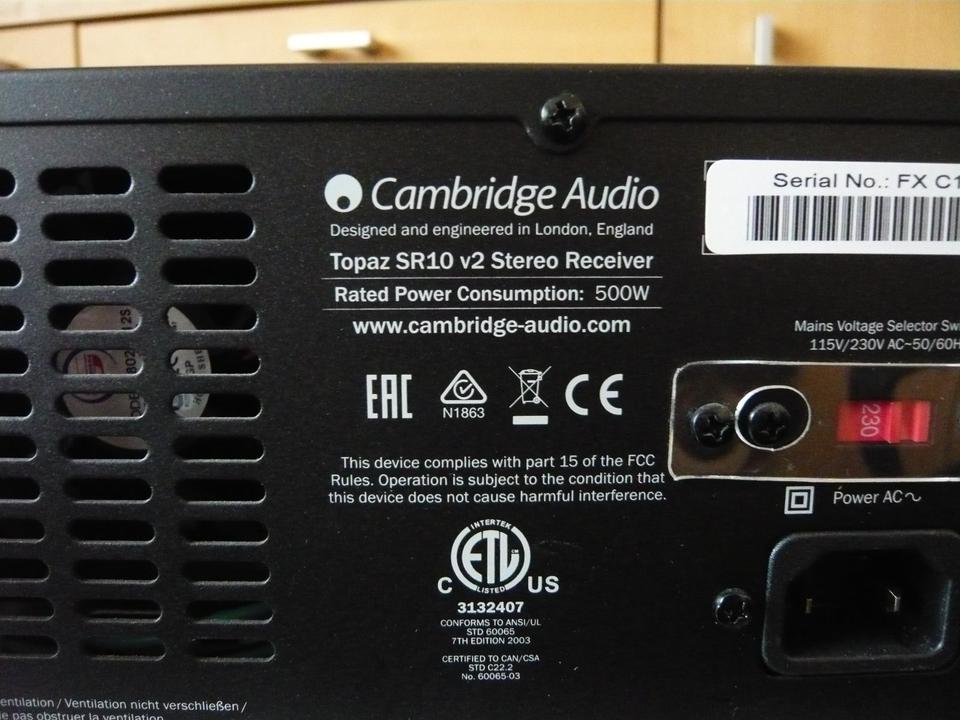 Cambridge Audio
Designed and engineered in London, England
Topaz SR10 v2 Stereo Receiver
Rated Power Consumption: 500W
www.cambridge-audio.com
Serial No.: FX C1
Mains Voltage Selector
115V/230V AC~50/60H
230
EAC
N1863
CE
Power AC~
This device complies with part 15 of the FCC
Rules. Operation is subject to the condition that
this device does not cause harmful interference.
INTERTEK
ETL
LISTED
C US
3132407
CONFORMS TO ANSI/UL
STD 60065
7TH EDITION 2003
CERTIFIED TO CAN/CSA
STD C22.2
No. 60065-03
entilation / Ventilation nicht verschließen /
pas obstruer la ventilation